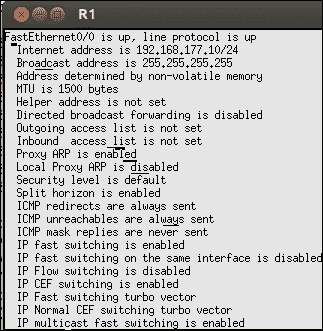 R1
FastEthernet0/0 is up, line protocol is up
Internet address is 192.168.177.10/24
Broadcast address is 255.255.255.255
Address determined by non-volatile memory
MTU is 1500 bytes
Helper address is not set
Directed broadcast forwarding is disabled
Outgoing access list is not set
Inbound  access list is not set
Proxy ARP is enabled
Local Proxy ARP is disabled
Security level is default
Split horizon is enabled
ICMP redirects are always sent
ICMP unreachables are always sent
ICMP mask replies are never sent
IP fast switching is enabled
IP fast switching on the same interface is disabled
IP Flow switching is disabled
IP CEF switching is enabled
IP Fast switching turbo vector
IP Normal CEF switching turbo vector
IP multicast fast switching is enabled